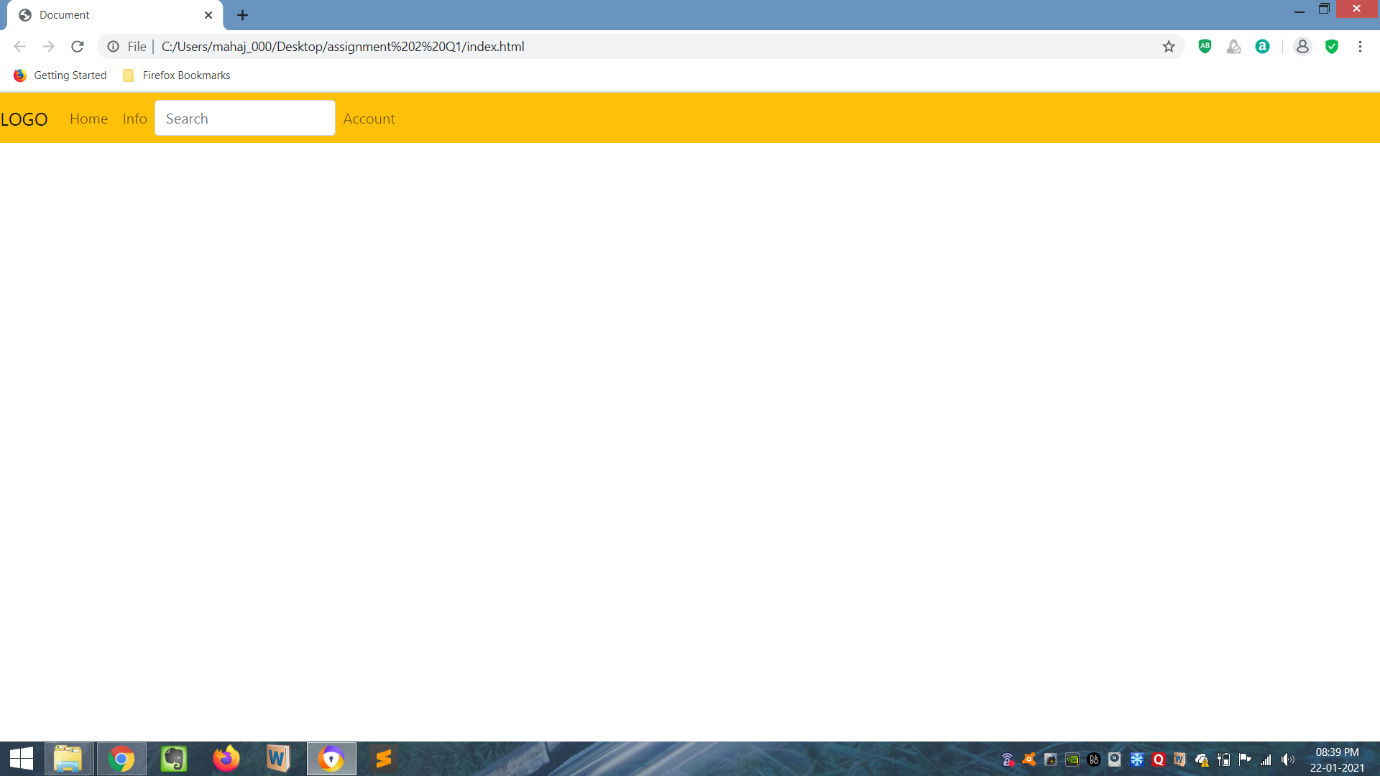 Document
File | C:/Users/mahaj_000/Desktop/assignment%202%20Q1/index.html
Getting Started Firefox Bookmarks
LOGO Home Info Search Account
08:39 PM
22-01-2021